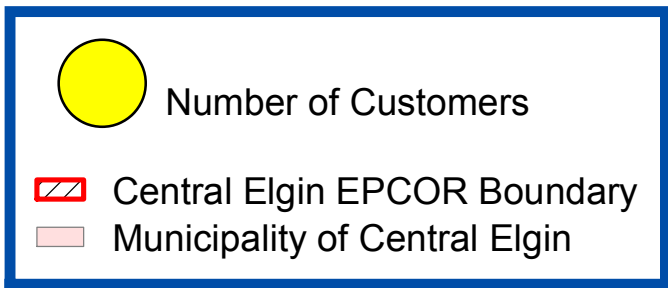 Number of Customers
Central Elgin EPCOR Boundary
Municipality of Central Elgin